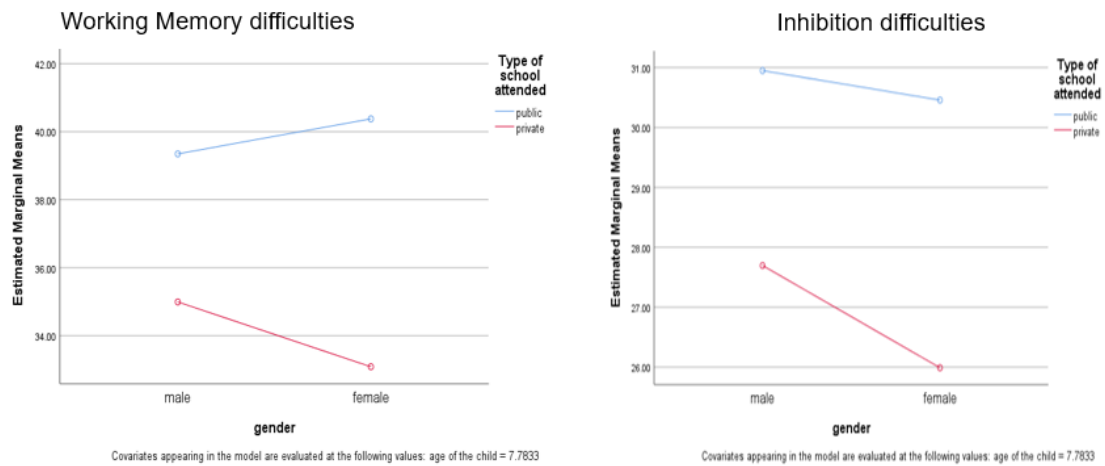 Working Memory difficulties
Estimated Marginal Means
42.00
40.00
38.00
36.00
34.00
male
female
gender
Type of
school
attended
public
private
Covariates appearing in the model are evaluated at the following values: age of the child = 7.7833
Inhibition difficulties
Estimated Marginal Means
31.00
30.00
29.00
28.00
27.00
26.00
male
female
gender
Type of
school
attended
public
private
Covariates appearing in the model are evaluated at the following values: age of the child = 7.7833